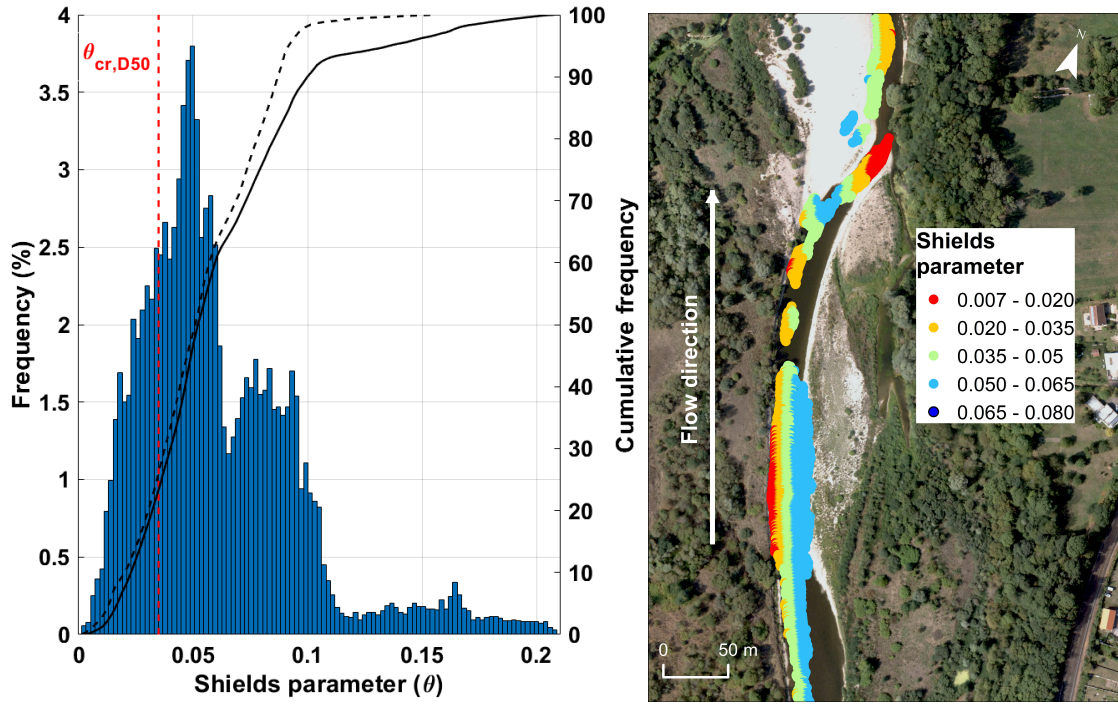 4
3.5
3
2.5
2
1.5
1
0.5
0
Frequency (%)
θcr,D50
100
90
80
70
60
50
40
30
20
10
0
Cumulative frequency
0
0.05
0.1
0.15
0.2
Shields parameter (θ)
N
Flow direction
Shields
parameter
0.007 - 0.020
0.020 - 0.035
0.035 - 0.05
0.050 - 0.065
0.065 - 0.080
0
50 m